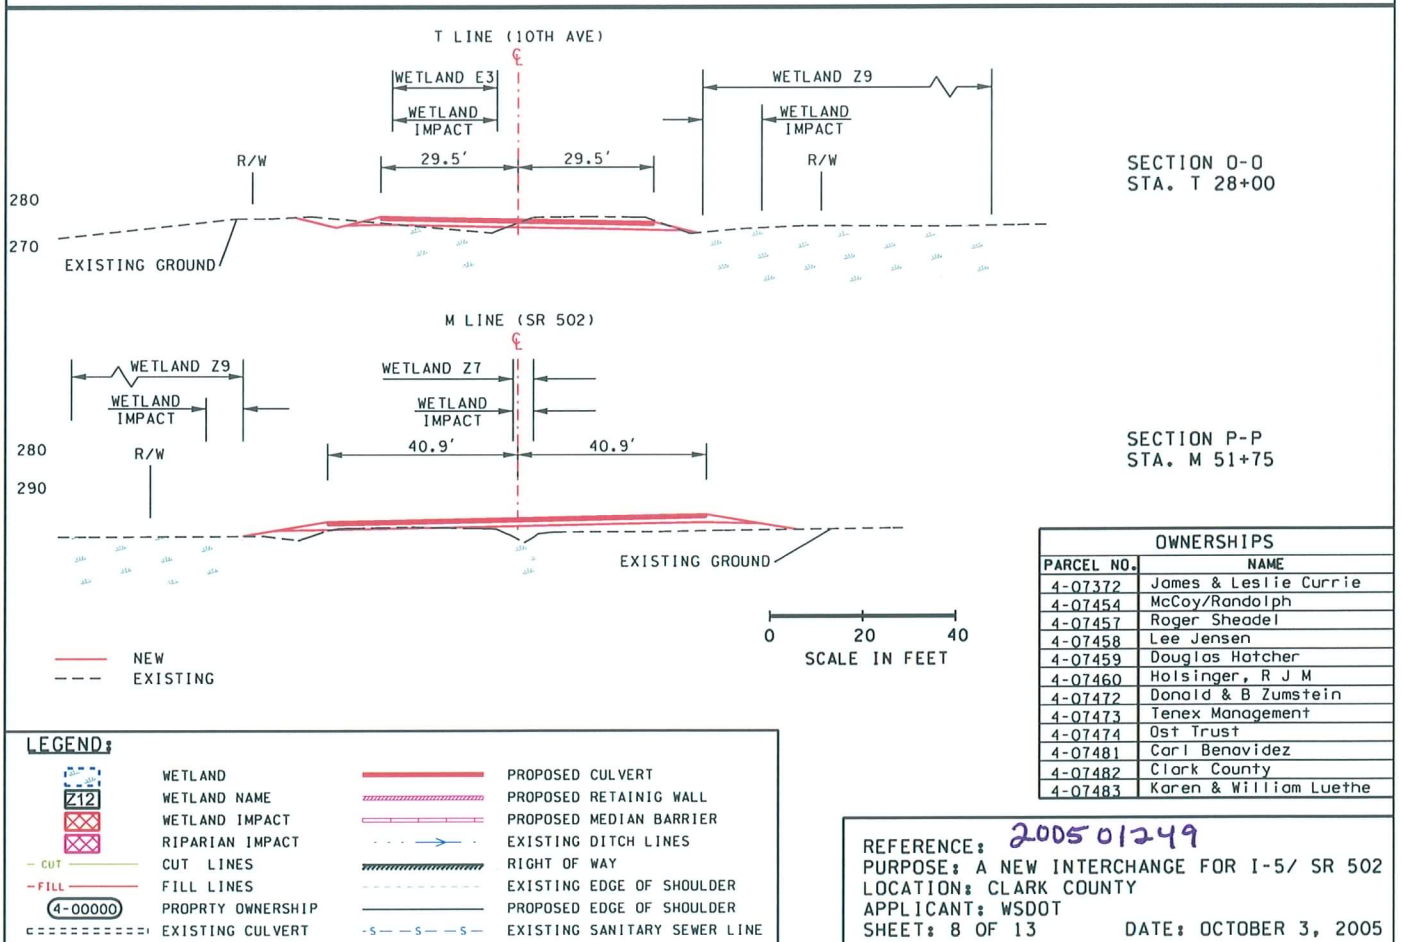 T LINE (10TH AVE)
℄
WETLAND E3
WETLAND Z9
WETLAND
IMPACT
WETLAND
IMPACT
R/W
29.5'
29.5'
R/W
SECTION O-O
STA. T 28+00
280
270
EXISTING GROUND
M LINE (SR 502)
℄
WETLAND Z9
WETLAND Z7
WETLAND
IMPACT
WETLAND
IMPACT
280
R/W
40.9'
40.9'
SECTION P-P
STA. M 51+75
290
EXISTING GROUND
0 20 40
SCALE IN FEET
NEW
EXISTING
OWNERSHIPS
PARCEL NO. NAME
4-07372 James & Leslie Currie
4-07454 McCoy/Randolph
4-07457 Roger Sheadel
4-07458 Lee Jensen
4-07459 Douglas Hatcher
4-07460 Holsinger, R J M
4-07472 Donald & B Zumstein
4-07473 Tenex Management
4-07474 Ost Trust
4-07481 Carl Benavidez
4-07482 Clark County
4-07483 Karen & William Luethe
LEGEND:
WETLAND
Z12 WETLAND NAME
WETLAND IMPACT
RIPARIAN IMPACT
CUT CUT LINES
FILL FILL LINES
4-00000 PROPRTY OWNERSHIP
EXISTING CULVERT
PROPOSED CULVERT
PROPOSED RETAINIG WALL
PROPOSED MEDIAN BARRIER
EXISTING DITCH LINES
RIGHT OF WAY
EXISTING EDGE OF SHOULDER
PROPOSED EDGE OF SHOULDER
S S S EXISTING SANITARY SEWER LINE
REFERENCE: 200501249
PURPOSE: A NEW INTERCHANGE FOR I-5/ SR 502
LOCATION: CLARK COUNTY
APPLICANT: WSDOT
SHEET: 8 OF 13 DATE: OCTOBER 3, 2005